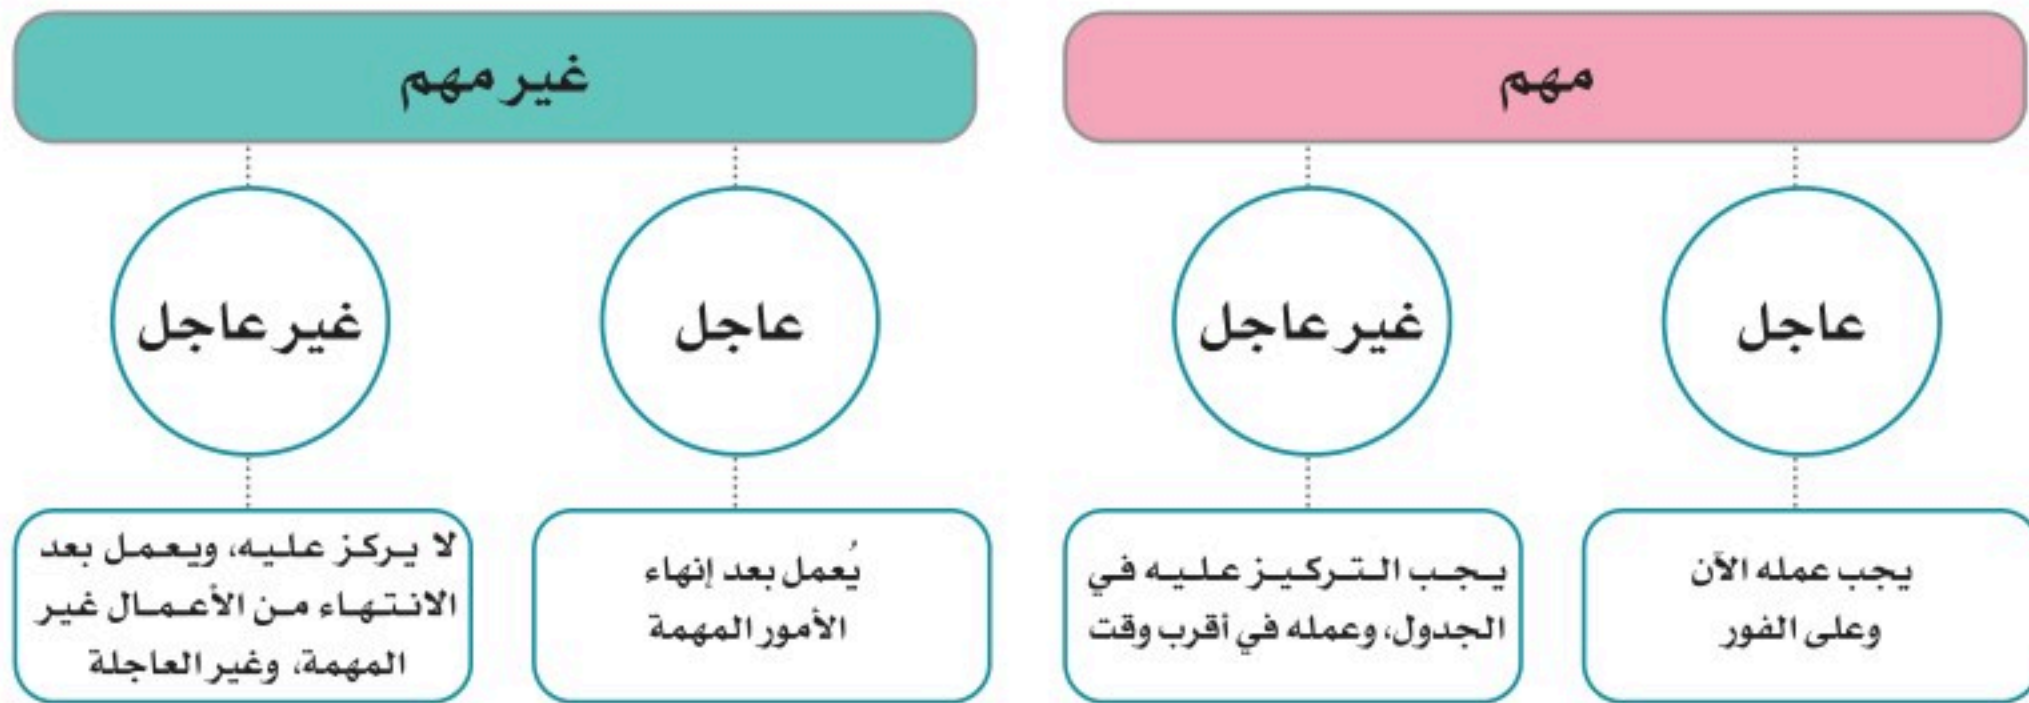 مهم
غير مهم
عاجل
غير عاجل
عاجل
غير عاجل
يجب عمله الآن
وعلى الفور
يجب التركيز عليه في
الجدول، وعمله في أقرب وقت
يُعمل بعد إنهاء
الأمور المهمة
لا يركز عليه، ويعمل بعد
الانتهاء من الأعمال غير
المهمة، وغير العاجلة